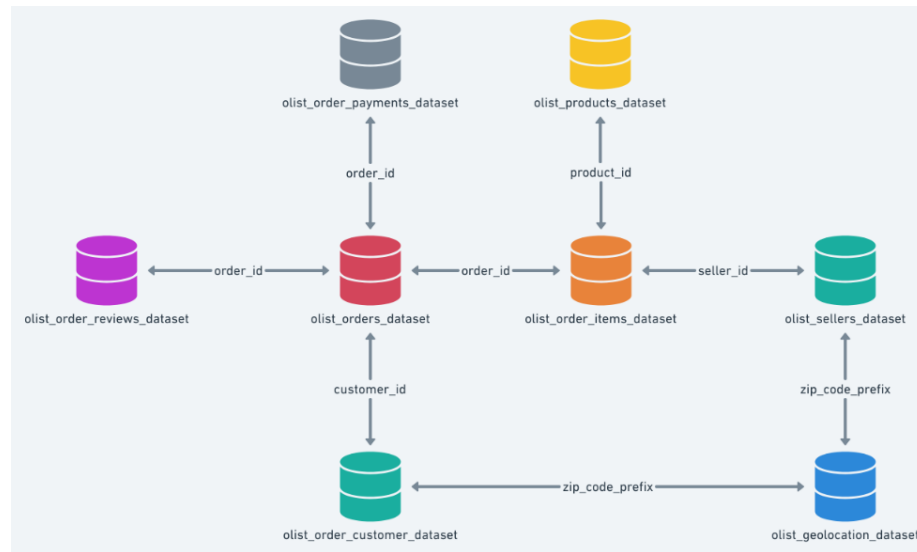 olist_order_payments_dataset
olist_products_dataset
order_id
product_id
order_id
order_id
seller_id
olist_order_reviews_dataset
olist_orders_dataset
olist_order_items_dataset
olist_sellers_dataset
customer_id
zip_code_prefix
zip_code_prefix
olist_order_customer_dataset
olist_geolocation_dataset